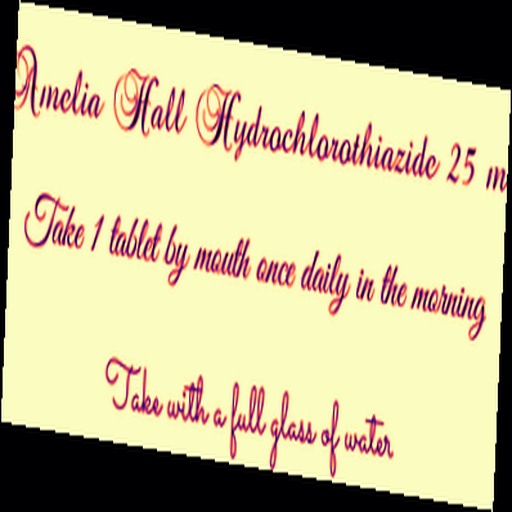 Amelia Hall Hydrochlorothiazide 25 m
Take 1 tablet by mouth once daily in the morning
Take with a full glass of water